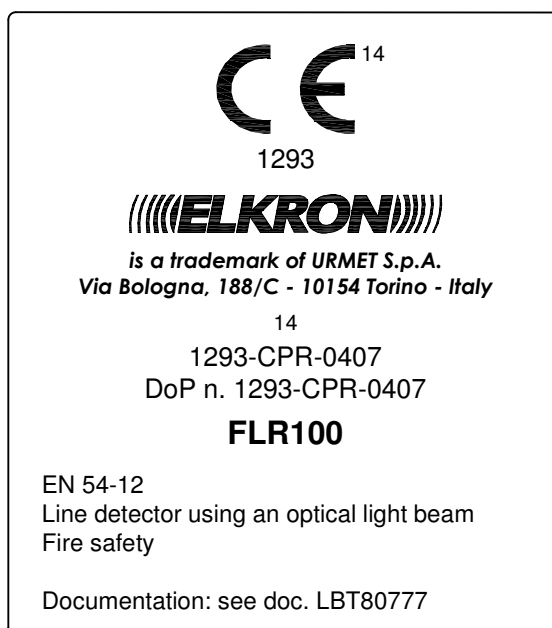 CE 14
1293
ELKRON
is a trademark of URMET S.p.A.
Via Bologna, 188/C - 10154 Torino - Italy
14
1293-CPR-0407
DoP n. 1293-CPR-0407
FLR100
EN 54-12
Line detector using an optical light beam
Fire safety
Documentation: see doc. LBT80777